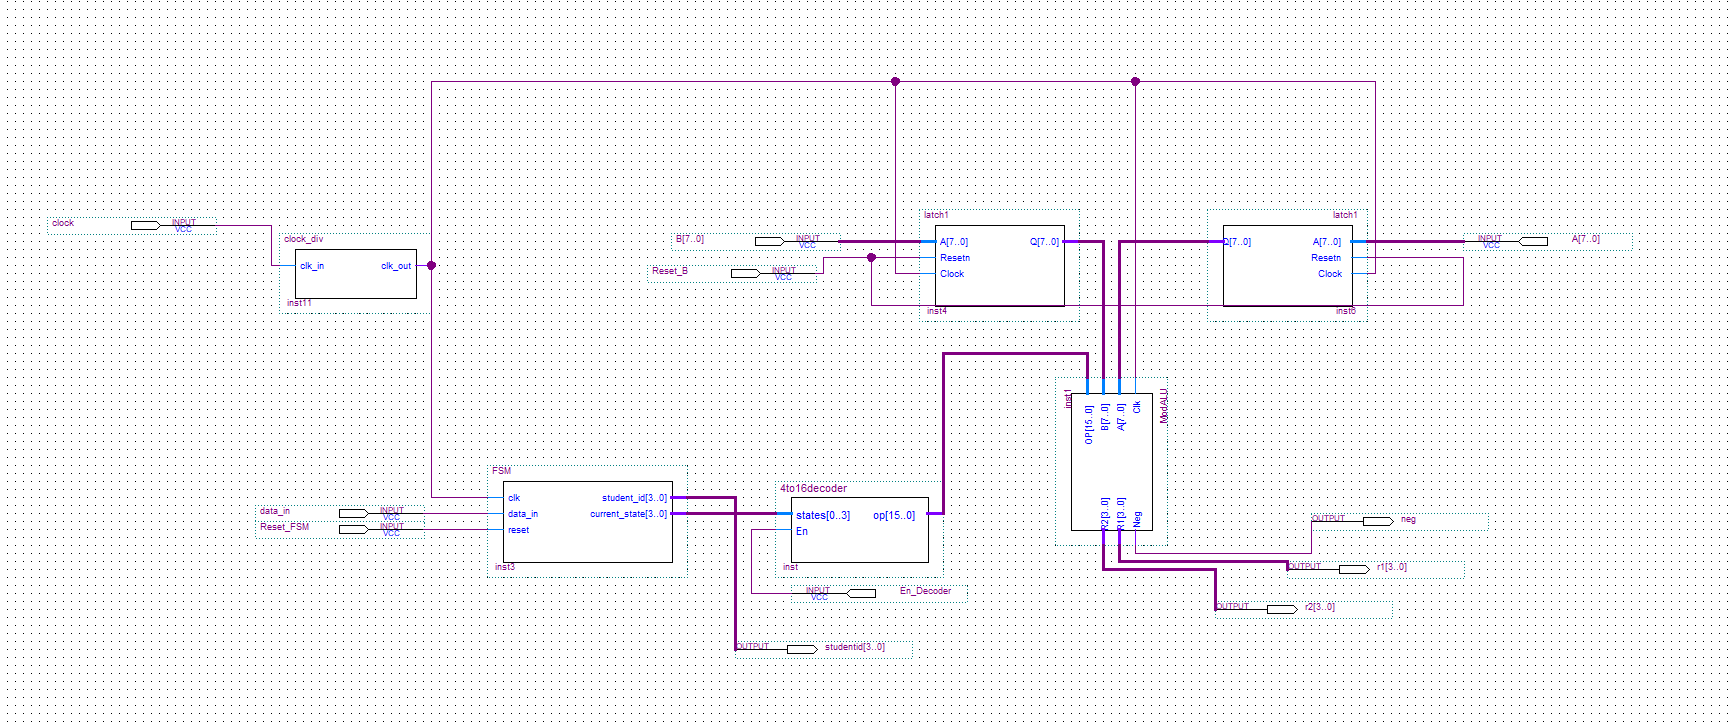 latch1
latch1
clock
INPUT
VCC
clock_div
clk_in
clk_out
inst11
B[7..0]
INPUT
VCC
Reset_B
INPUT
VCC
A[7..0]
Q[7..0]
Resetn
Clock
inst4
Q[7..0]
A[7..0]
Resetn
Clock
inst6
INPUT
VCC
A[7..0]
inst1
ModALU
OP[15..0]
B[7..0]
A[7..0]
Clk
R2[3..0]
R1[3..0]
Neg
FSM
clk
data_in
reset
student_id[3..0]
current_state[3..0]
inst3
data_in
INPUT
VCC
Reset_FSM
INPUT
VCC
4to16decoder
states[0..3]
op[15..0]
En
inst
INPUT
VCC
En_Decoder
OUTPUT
neg
OUTPUT
r1[3..0]
OUTPUT
r2[3..0]
OUTPUT
studentid[3..0]